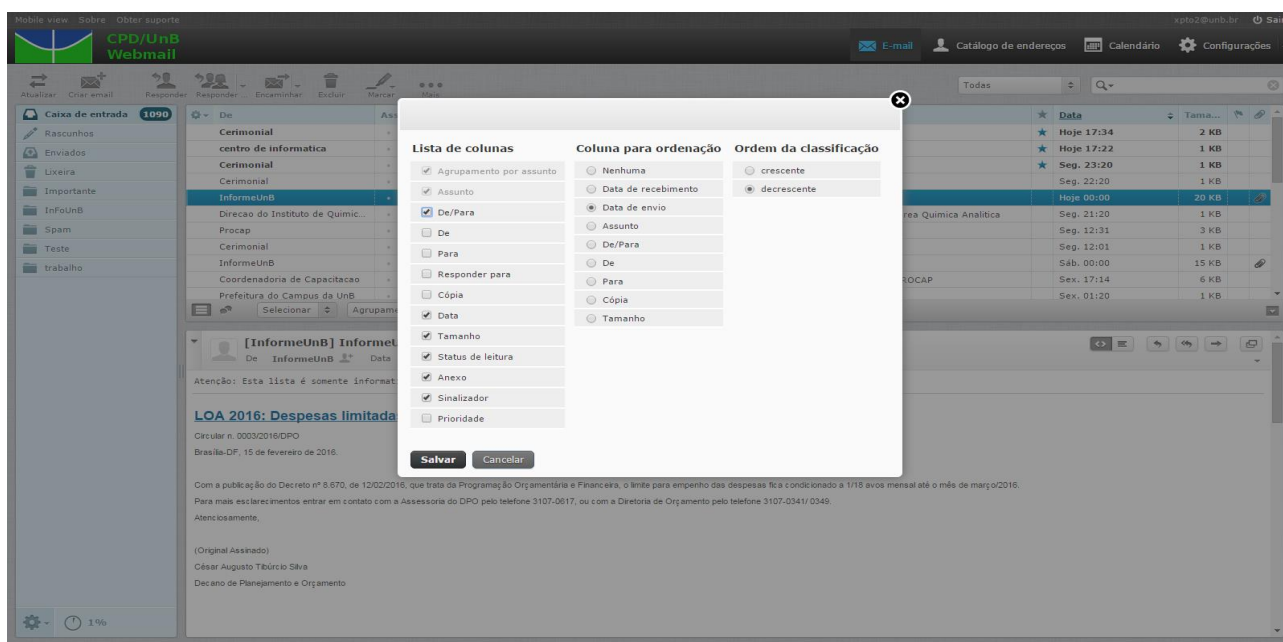 Mobile view Sobre Obter suporte
xpto2@unb.br Sair
CPD/UnB
Webmail
E-mail Catálogo de endereços Calendário Configurações
Atualizar Criar email Responder Responder ... Encaminhar Excluir Marcar Mais
Todas
Caixa de entrada 1090
Rascunhos
Enviados
Lixeira
Importante
InFoUnB
Spam
Teste
trabalho
De Data Tama...
Cerimonial Hoje 17:34 2 KB
centro de informatica Hoje 17:22 1 KB
Cerimonial Seg. 23:20 1 KB
Cerimonial Seg. 22:20 1 KB
InformeUnB Hoje 00:00 20 KB
Direcao do Instituto de Quimic... Quimica Analitica Seg. 21:20 1 KB
Procap Seg. 12:31 3 KB
Cerimonial Seg. 12:01 1 KB
InformeUnB Sáb. 00:00 15 KB
Coordenadoria de Capacitacao Sex. 17:14 6 KB
Prefeitura do Campus da UnB Sex. 01:20 1 KB
Selecionar
Lista de colunas
Agrupamento por assunto
Assunto
De/Para
De
Para
Responder para
Cópia
Data
Tamanho
Status de leitura
Anexo
Sinalizador
Prioridade
Coluna para ordenação
Nenhuma
Data de recebimento
Data de envio
Assunto
De/Para
De
Para
Cópia
Tamanho
Ordem da classificação
crescente
decrescente
Salvar Cancelar
[InformeUnB]
De InformeUnB Data
Atenção: Esta lista é somente
LOA 2016: Despesas
Circular n. 0003/2016/DPO
Brasília-DF, 15 de fevereiro de 2016.
Com a publicação do Decreto nº 8.670, de 12/02/2016, que trata da Programação Orçamentária e Financeira, o limite para empenho das despesas fica condicionado a 1/18 avos mensal até o mês de março/2016.
Para mais esclarecimentos entrar em contato com a Assessoria do DPO pelo telefone 3107-0617, ou com a Diretoria de Orçamento pelo telefone 3107-0341/ 0349.
Atenciosamente,
(Original Assinado)
César Augusto Tibúrcio Silva
Decano de Planejamento e Orçamento
1%